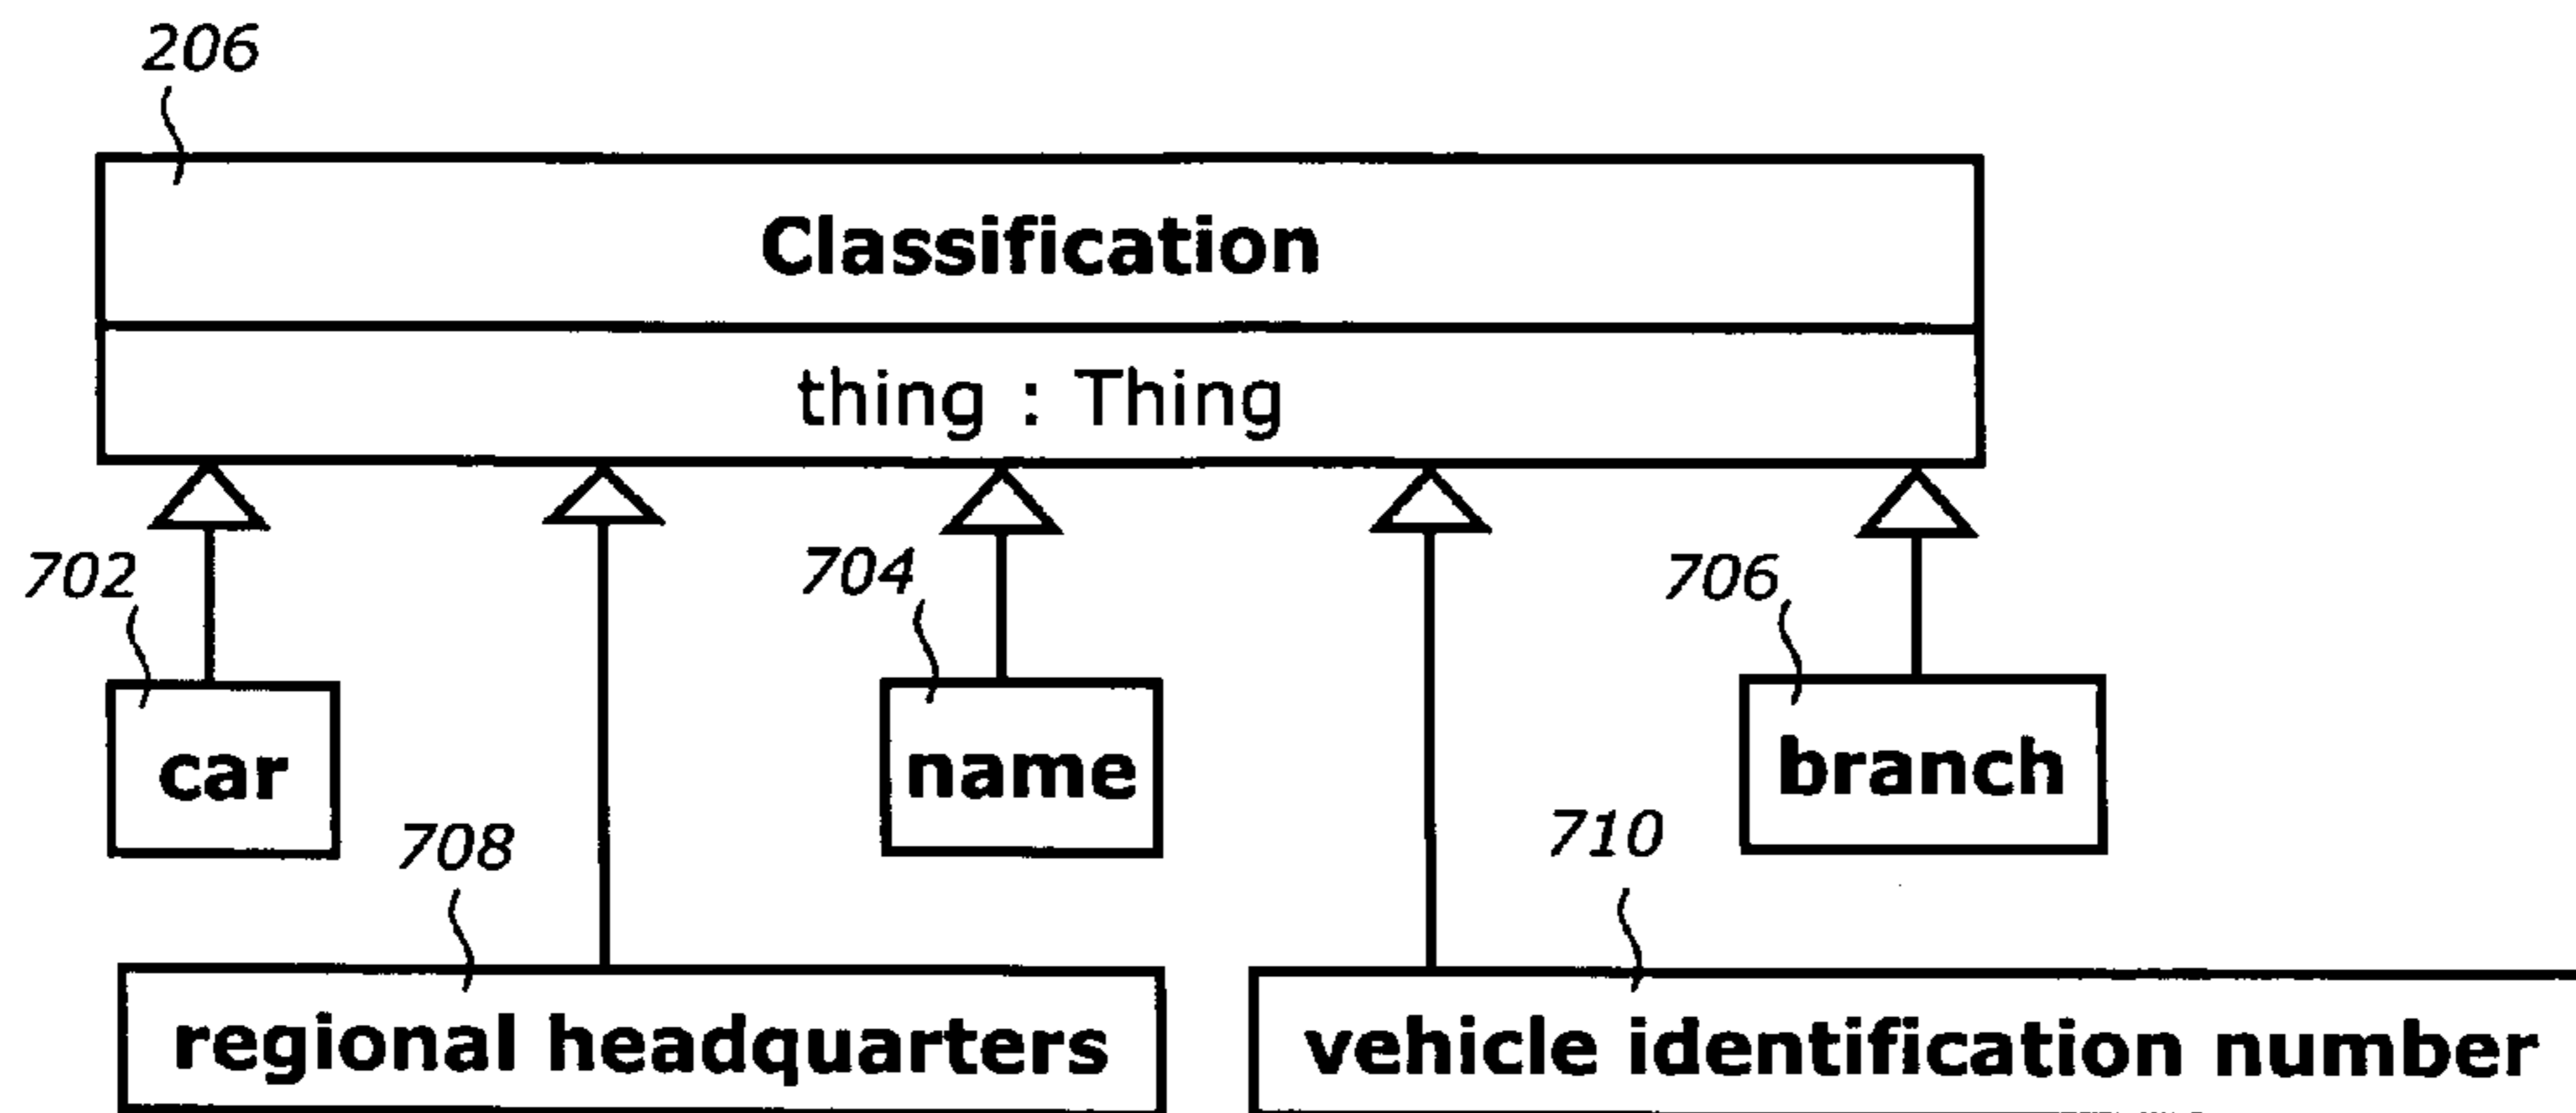 206
Classification
thing : Thing
702
704
706
car
name
branch
708
710
regional headquarters
vehicle identification number